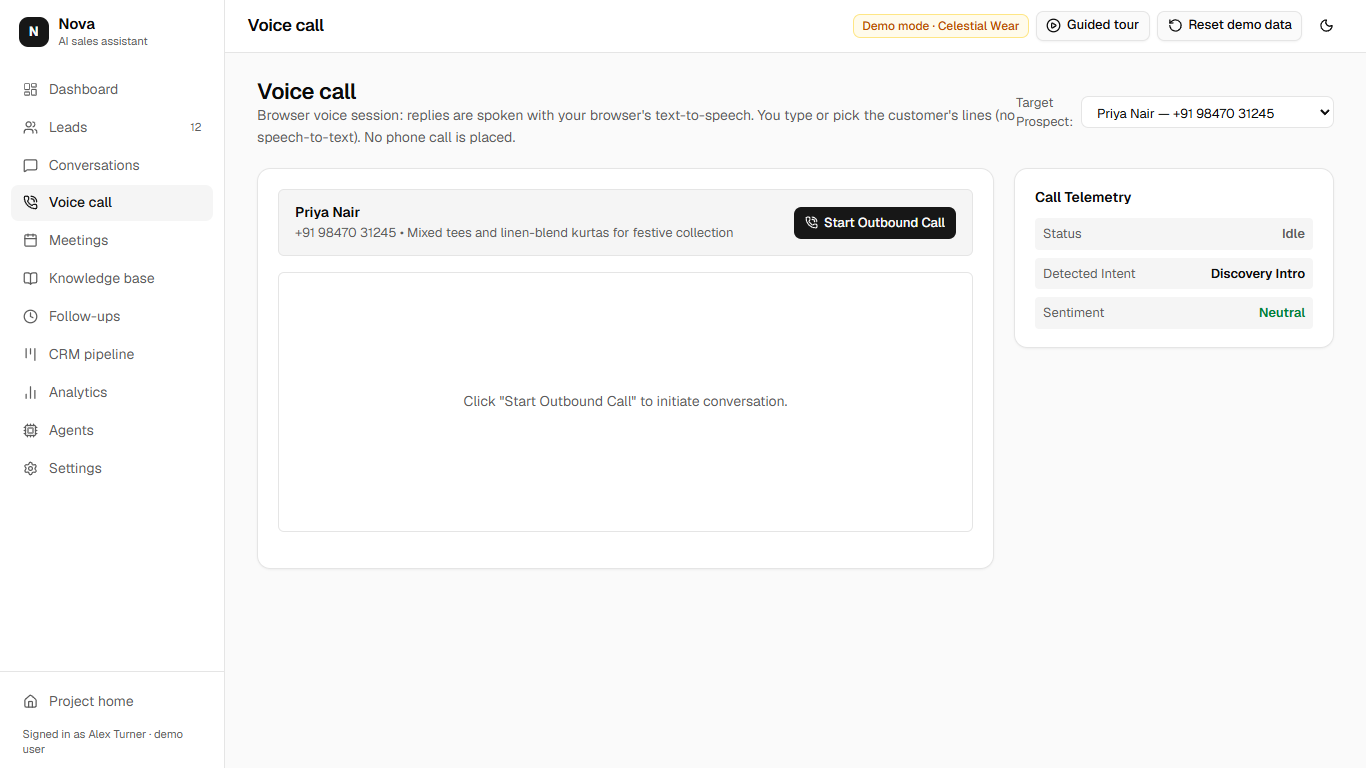 N
Nova
AI sales assistant
Dashboard
Leads 12
Conversations
Voice call
Meetings
Knowledge base
Follow-ups
CRM pipeline
Analytics
Agents
Settings
Project home
Signed in as Alex Turner · demo
user
Voice call
Demo mode · Celestial Wear
Guided tour
Reset demo data
Voice call
Browser voice session: replies are spoken with your browser's text-to-speech. You type or pick the customer's lines (no
speech-to-text). No phone call is placed.
Target
Prospect:
Priya Nair — +91 98470 31245
Priya Nair
+91 98470 31245 • Mixed tees and linen-blend kurtas for festive collection
Start Outbound Call
Click "Start Outbound Call" to initiate conversation.
Call Telemetry
Status Idle
Detected Intent Discovery Intro
Sentiment Neutral